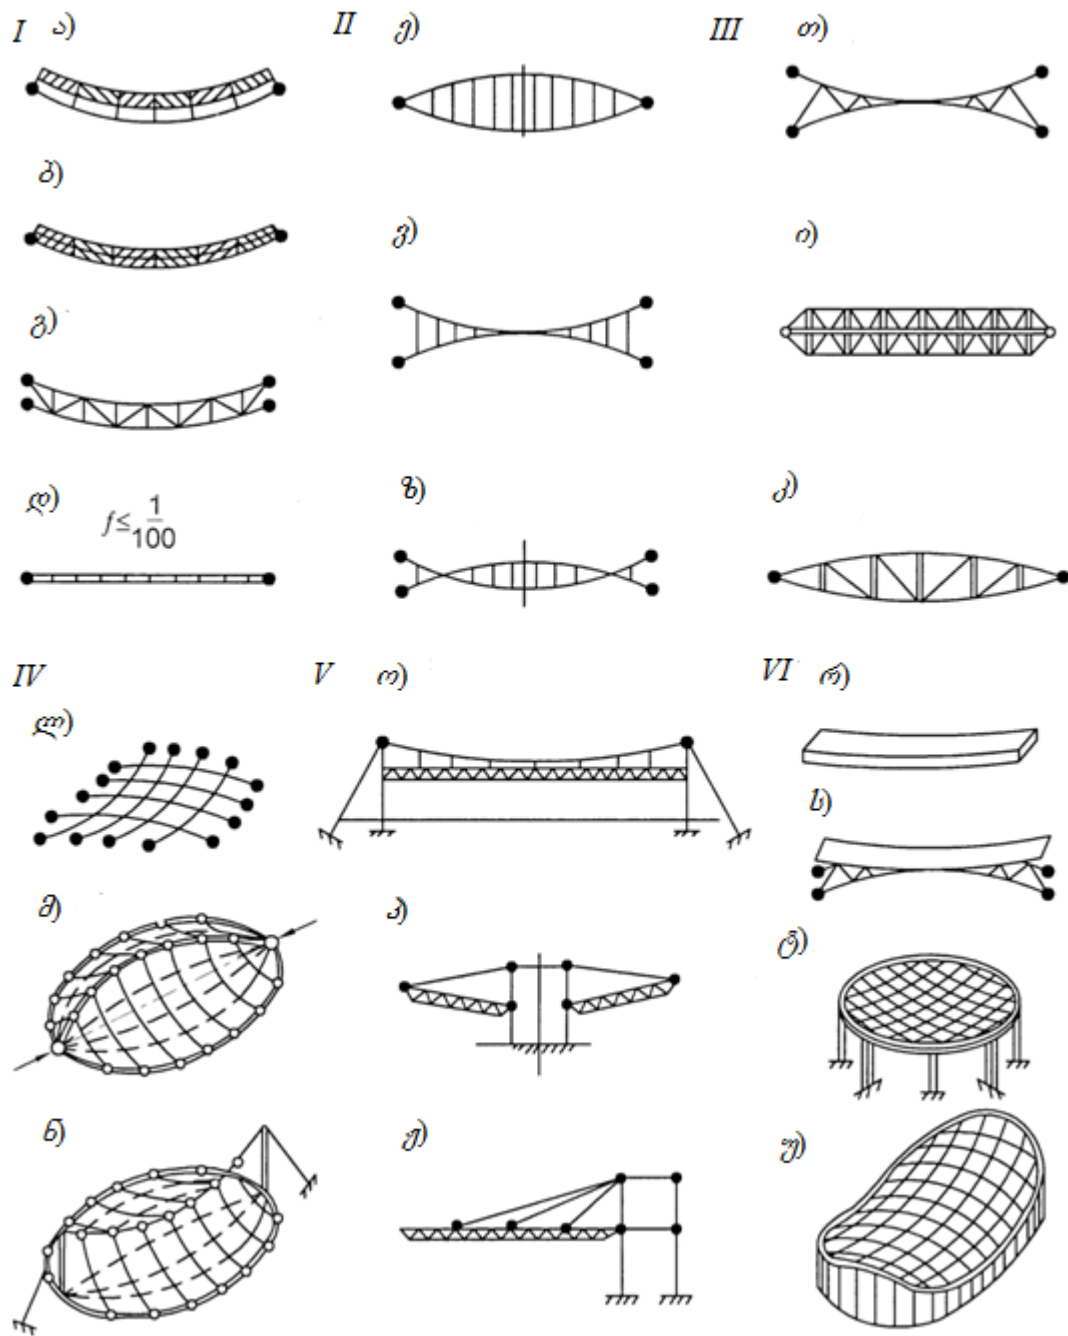 I ა) II ე) III თ)
ბ)
ვ) ი)
გ)
დ) f≤ 1/100 ზ) კ)
IV V ო) VI რ)
ლ)
ს)
მ) პ)
ტ)
ნ) ჟ) უ)